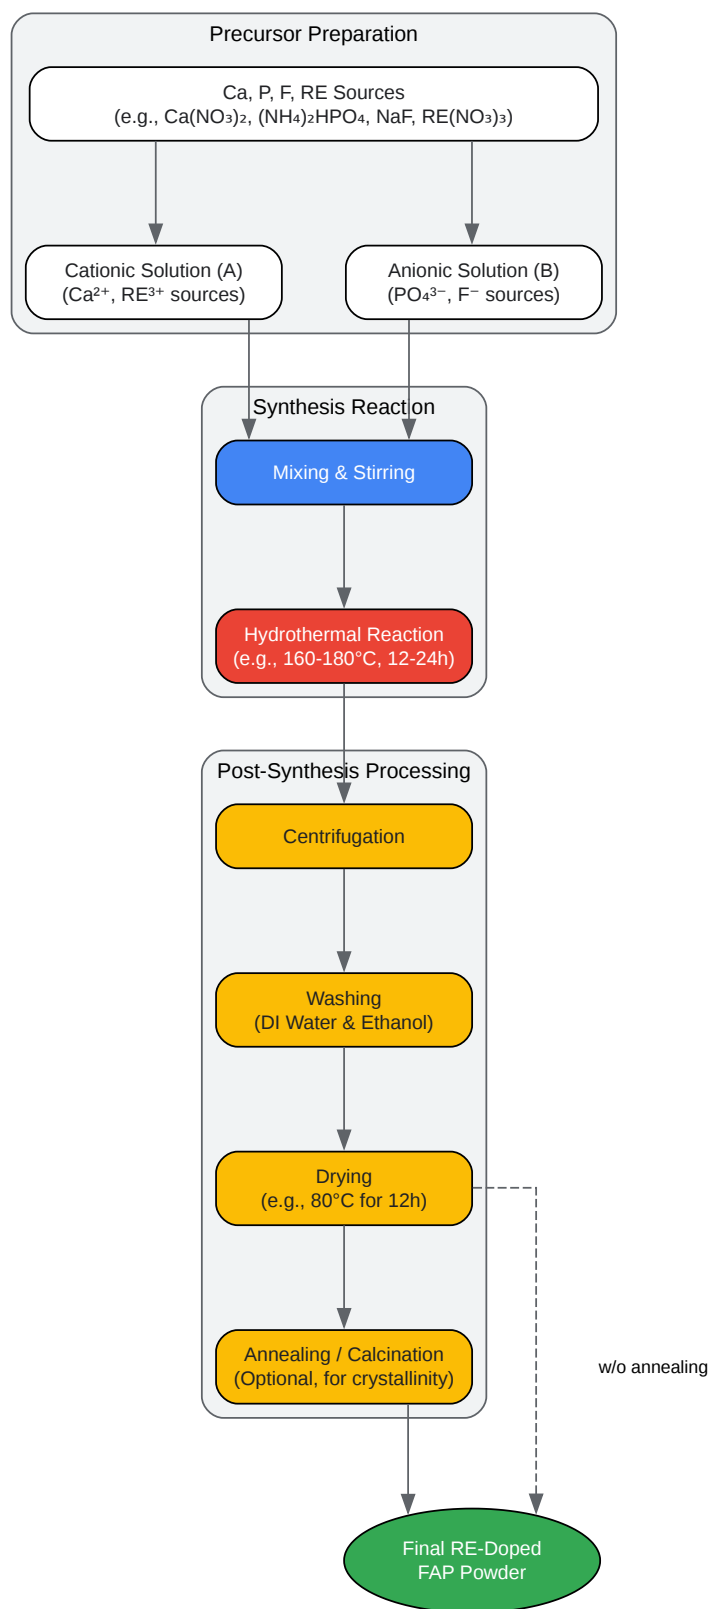 Precursor Preparation
Ca, P, F, RE Sources
(e.g., Ca(NO₃)₂, (NH₄)₂HPO₄, NaF, RE(NO₃)₃)
Cationic Solution (A)
(Ca²⁺, RE³⁺ sources)
Anionic Solution (B)
(PO₄³⁻, F⁻ sources)
Synthesis Reaction
Mixing & Stirring
Hydrothermal Reaction
(e.g., 160-180°C, 12-24h)
Post-Synthesis Processing
Centrifugation
Washing
(DI Water & Ethanol)
Drying
(e.g., 80°C for 12h)
Annealing / Calcination
(Optional, for crystallinity)
w/o annealing
Final RE-Doped
FAP Powder